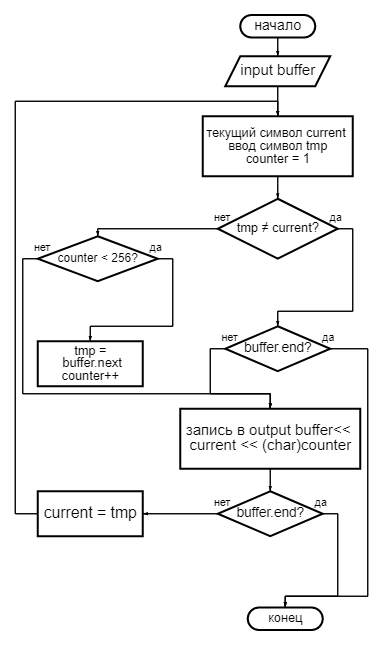 начало
input buffer
текущий символ current
ввод символ tmp
counter = 1
нет
tmp ≠ current?
да
нет
counter < 256?
да
tmp =
buffer.next
counter++
нет
buffer.end?
да
запись в output buffer<<
current << (char)counter
current = tmp
нет
buffer.end?
да
конец